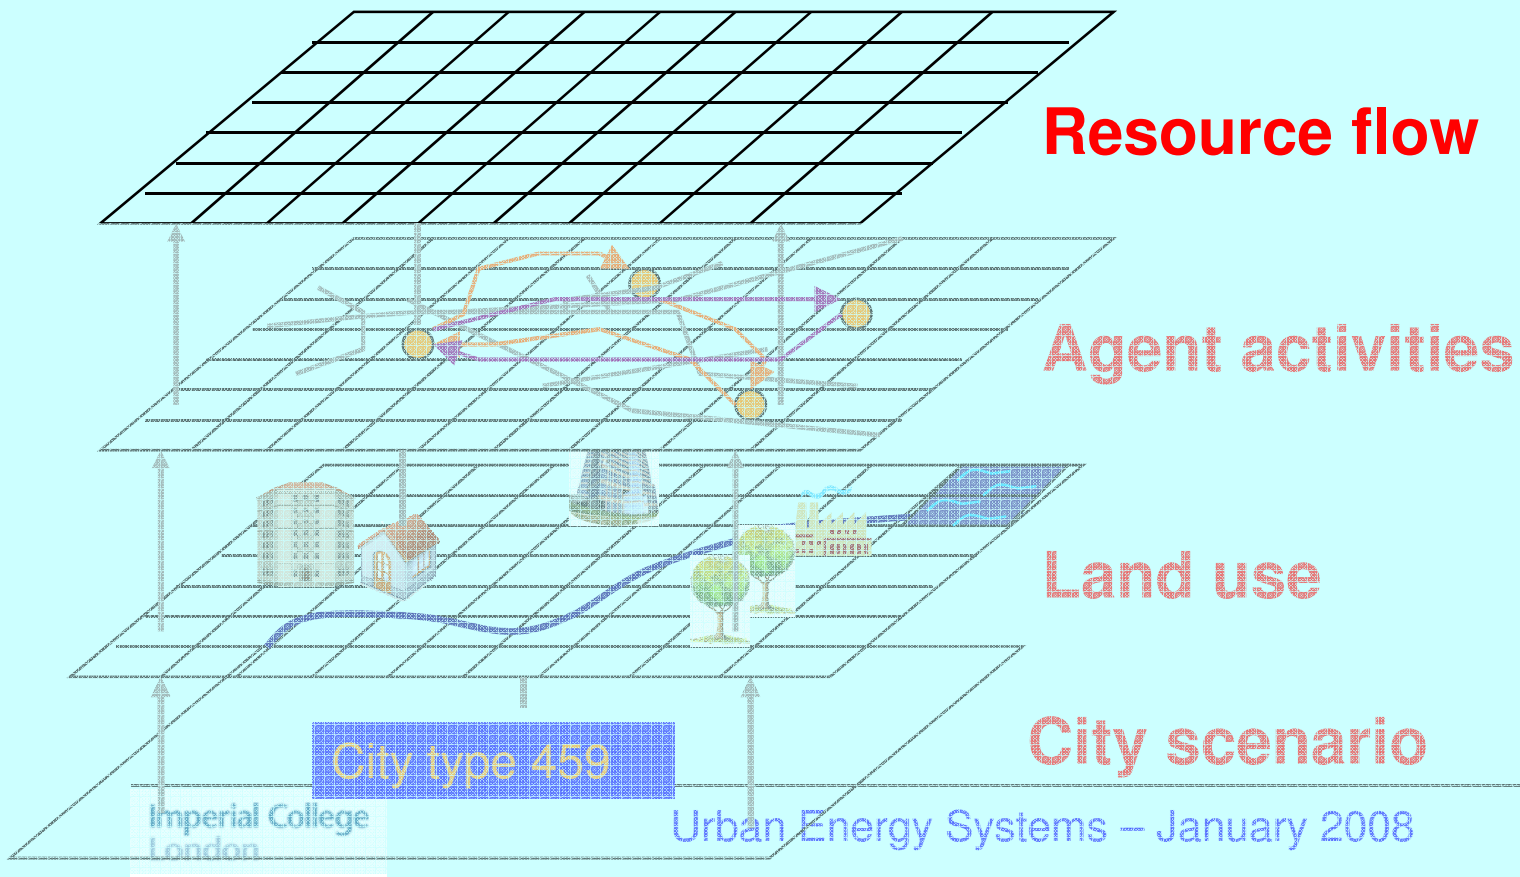 Resource flow
Agent activities
Land use
City scenario
City type 459
Imperial College
London
Urban Energy Systems – January 2008